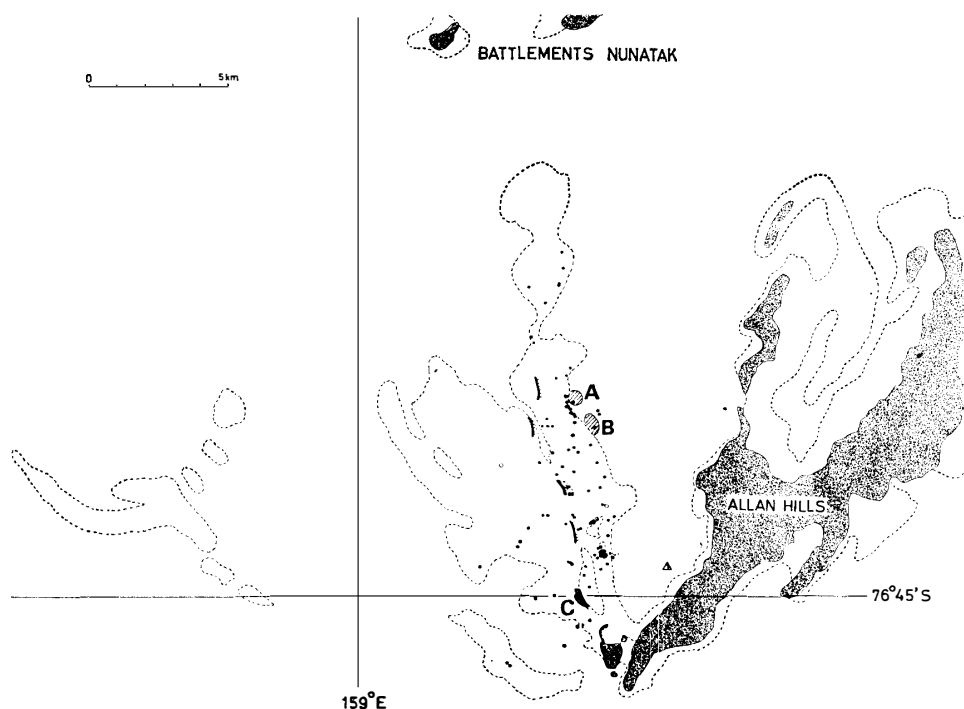 BATTLEMENTS NUNATAK
0 5km
A
B
ALLAN HILLS
76°45'S
C
159°E